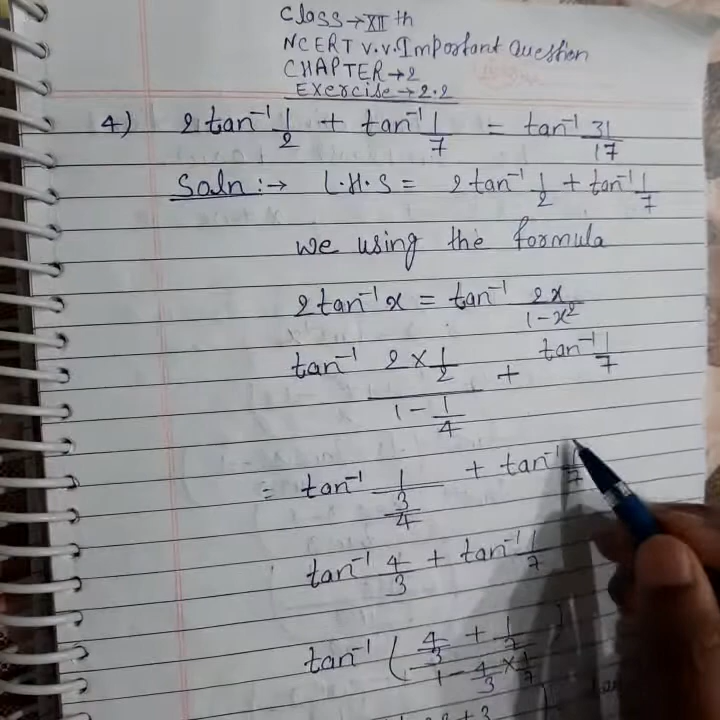 Class → XII th
NCERT V.V. Important Question
CHAPTER → 2
Exercise → 2.2
4) 2 tan⁻¹ 1/2 + tan⁻¹ 1/7 = tan⁻¹ 31/17
Soln :→ L.H.S = 2 tan⁻¹ 1/2 + tan⁻¹ 1/7
we using the formula
2 tan⁻¹ x = tan⁻¹ 2x/(1-x²)
tan⁻¹ (2 × 1/2)/(1 - 1/4) + tan⁻¹ 1/7
= tan⁻¹ 1/(3/4) + tan⁻¹ 1/7
tan⁻¹ 4/3 + tan⁻¹ 1/7
tan⁻¹ ((4/3 + 1/7)/(1 - 4/3 × 1/7))